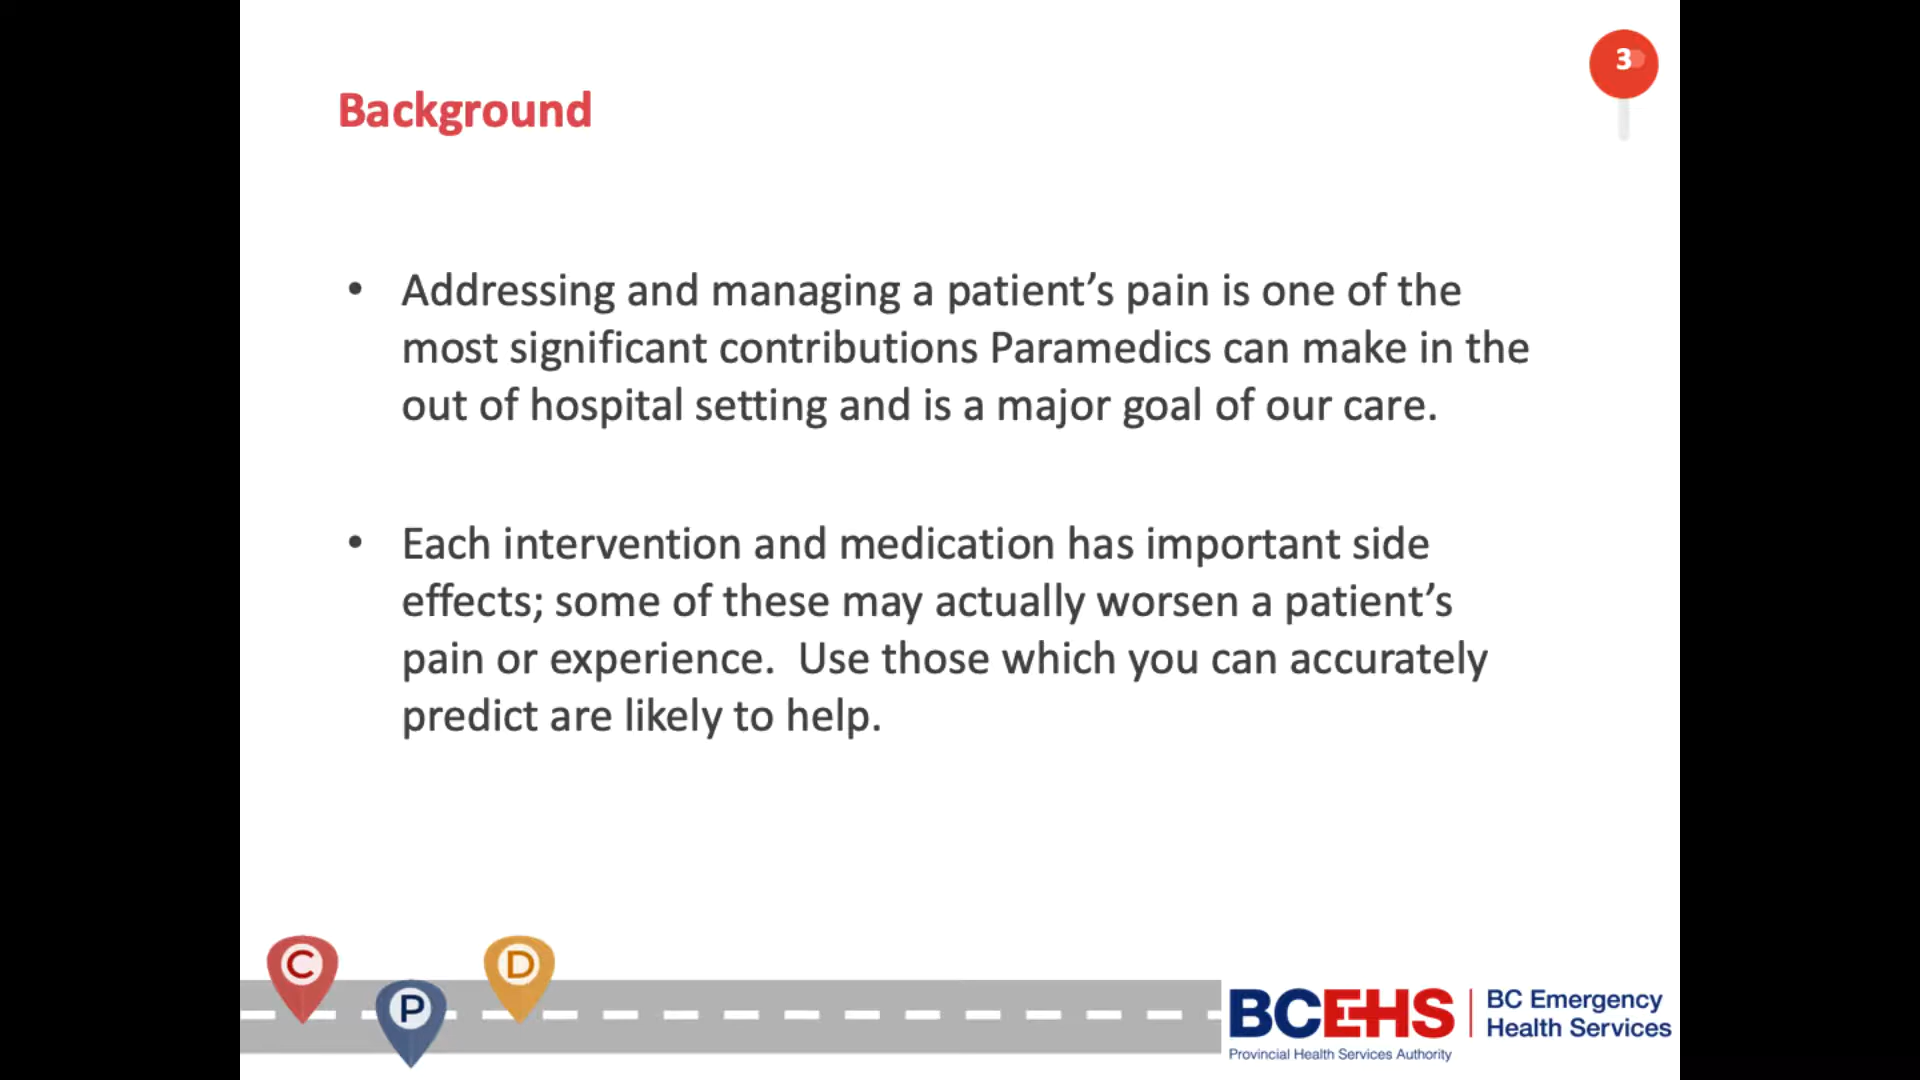 3
Background
• Addressing and managing a patient’s pain is one of the
most significant contributions Paramedics can make in the
out of hospital setting and is a major goal of our care.
• Each intervention and medication has important side
effects; some of these may actually worsen a patient’s
pain or experience.  Use those which you can accurately
predict are likely to help.
C
P
D
BCEHS
Provincial Health Services Authority
BC Emergency
Health Services